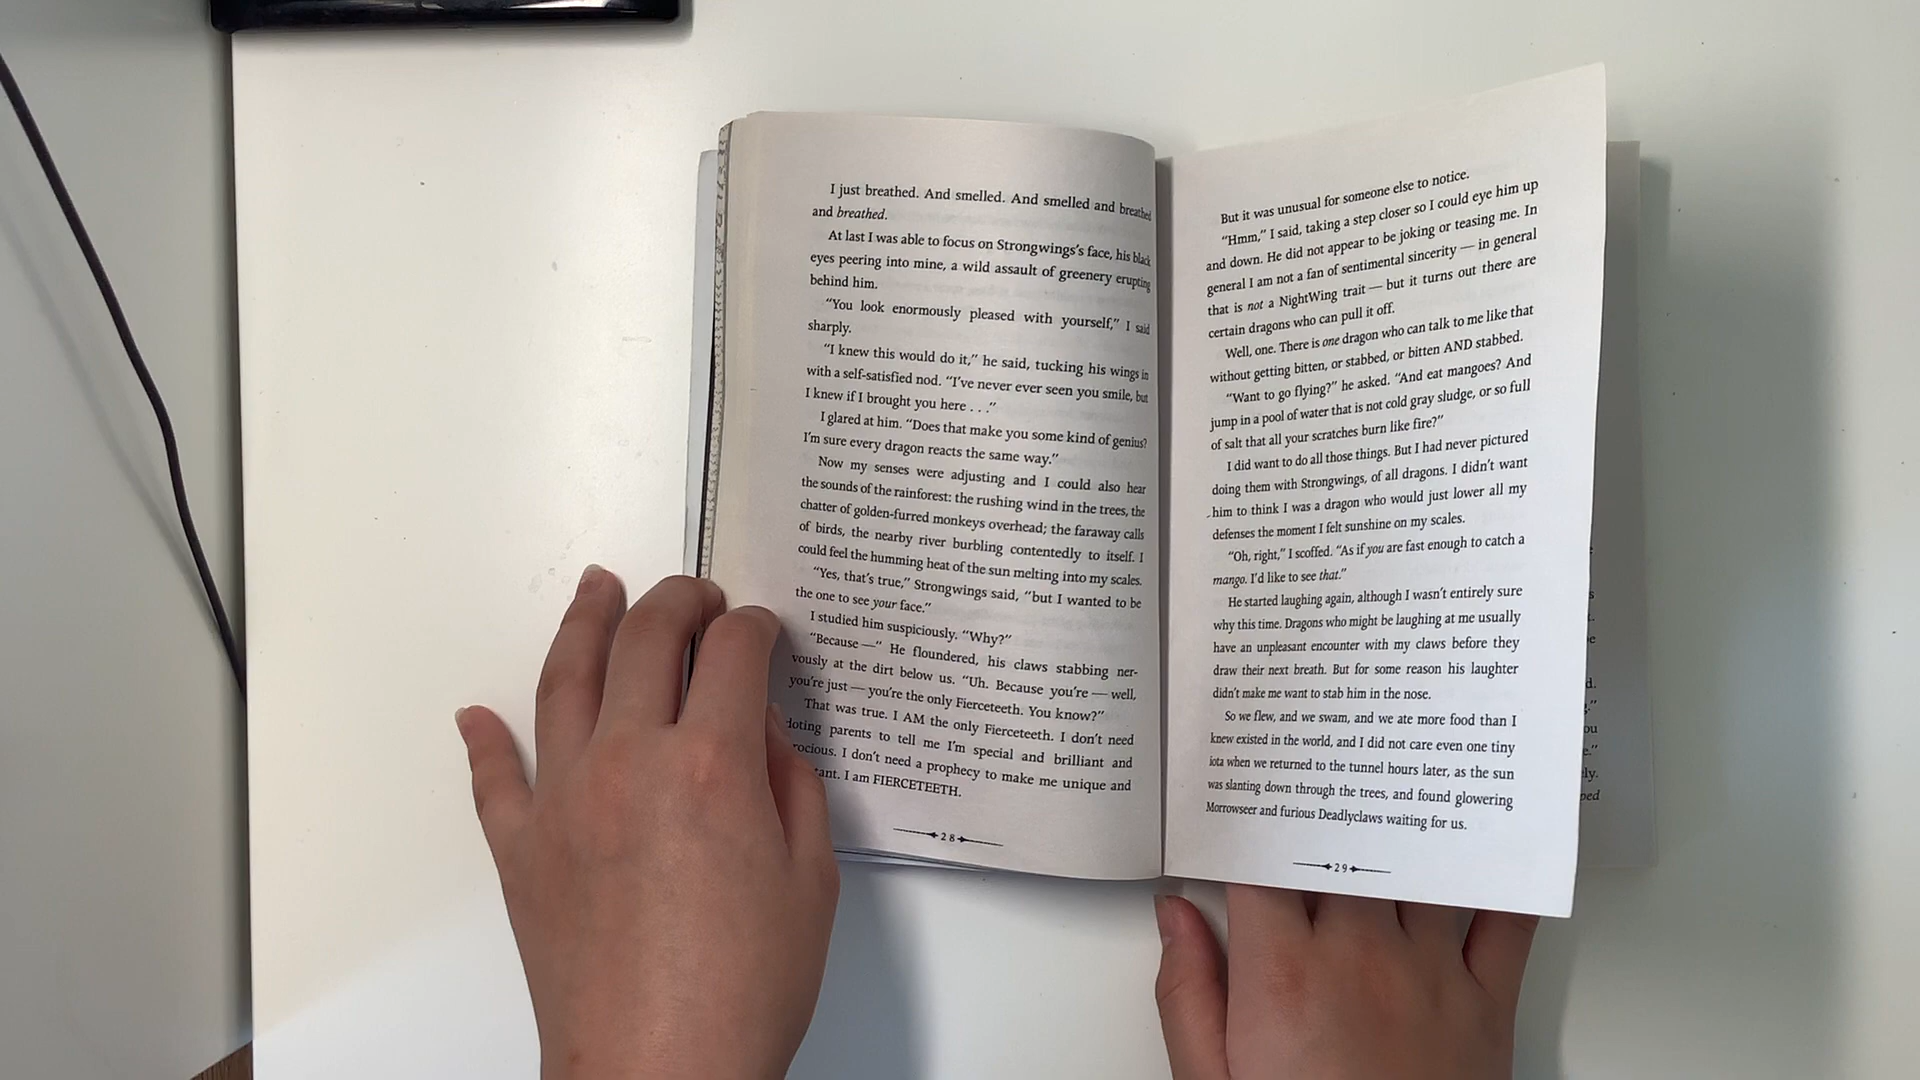 I just breathed. And smelled. And smelled and breathed
and breathed.
At last I was able to focus on Strongwings's face, his black
eyes peering into mine, a wild assault of greenery erupting
behind him.
"You look enormously pleased with yourself," I said
sharply.
"I knew this would do it," he said, tucking his wings in
with a self-satisfied nod. "I've never ever seen you smile, but
I knew if I brought you here . . ."
I glared at him. "Does that make you some kind of genius?
I'm sure every dragon reacts the same way."
Now my senses were adjusting and I could also hear
the sounds of the rainforest: the rushing wind in the trees, the
chatter of golden-furred monkeys overhead; the faraway calls
of birds, the nearby river burbling contentedly to itself. I
could feel the humming heat of the sun melting into my scales.
"Yes, that's true," Strongwings said, "but I wanted to be
the one to see your face."
I studied him suspiciously. "Why?"
"Because —" He floundered, his claws stabbing ner-
vously at the dirt below us. "Uh. Because you're — well,
you're just — you're the only Fierceteeth. You know?"
That was true. I AM the only Fierceteeth. I don't need
doting parents to tell me I'm special and brilliant and
rocious. I don't need a prophecy to make me unique and
tant. I am FIERCETEETH.
28
But it was unusual for someone else to notice.
"Hmm," I said, taking a step closer so I could eye him up
and down. He did not appear to be joking or teasing me. In
general I am not a fan of sentimental sincerity — in general
that is not a NightWing trait — but it turns out there are
certain dragons who can pull it off.
Well, one. There is one dragon who can talk to me like that
without getting bitten, or stabbed, or bitten AND stabbed.
"Want to go flying?" he asked. "And eat mangoes? And
jump in a pool of water that is not cold gray sludge, or so full
of salt that all your scratches burn like fire?"
I did want to do all those things. But I had never pictured
doing them with Strongwings, of all dragons. I didn't want
him to think I was a dragon who would just lower all my
defenses the moment I felt sunshine on my scales.
"Oh, right," I scoffed. "As if you are fast enough to catch a
mango. I'd like to see that."
He started laughing again, although I wasn't entirely sure
why this time. Dragons who might be laughing at me usually
have an unpleasant encounter with my claws before they
draw their next breath. But for some reason his laughter
didn't make me want to stab him in the nose.
So we flew, and we swam, and we ate more food than I
knew existed in the world, and I did not care even one tiny
iota when we returned to the tunnel hours later, as the sun
was slanting down through the trees, and found glowering
Morrowseer and furious Deadlyclaws waiting for us.
29